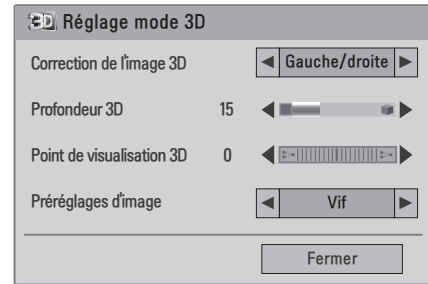 3D Réglage mode 3D
Correction de l'image 3D Gauche/droite
Profondeur 3D 15
Point de visualisation 3D 0
Préréglages d'image Vif
Fermer